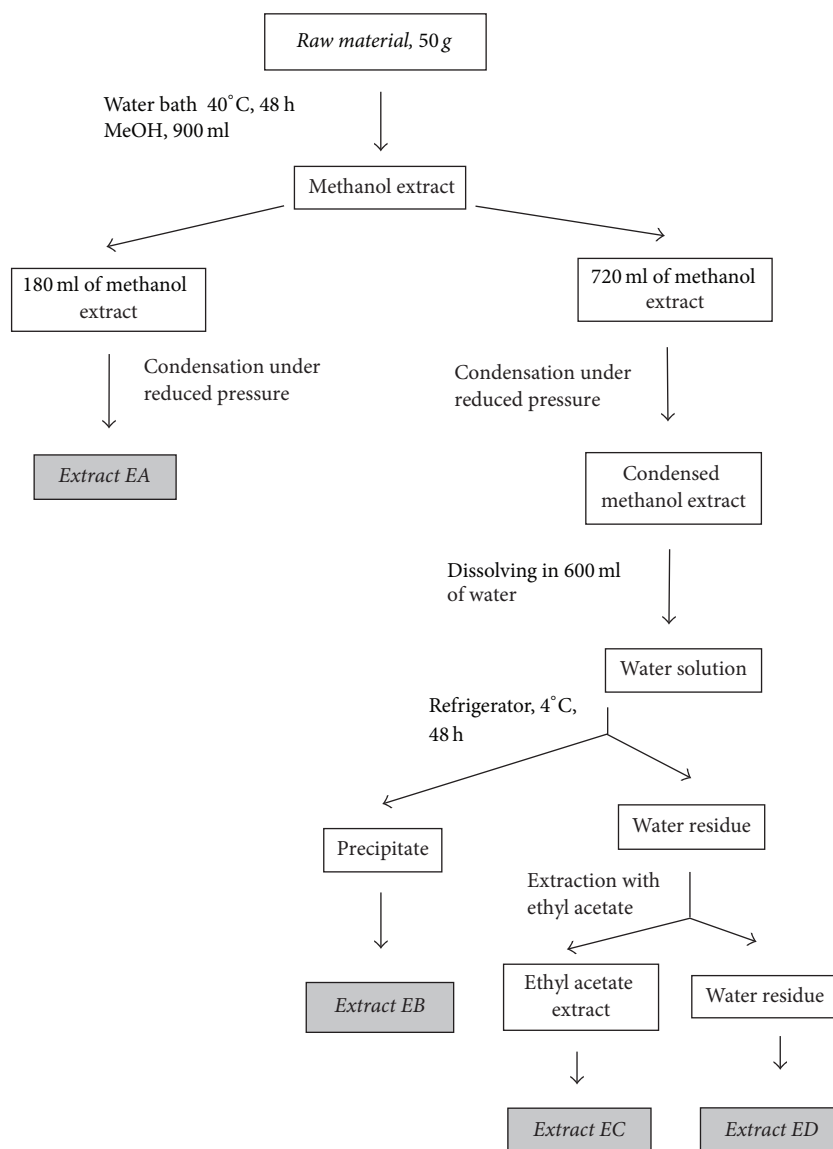 Raw material, 50 g
Water bath 40°C, 48 h
MeOH, 900 ml
Methanol extract
180 ml of methanol
extract
720 ml of methanol
extract
Condensation under
reduced pressure
Condensation under
reduced pressure
Extract EA
Condensed
methanol extract
Dissolving in 600 ml
of water
Water solution
Refrigerator, 4°C,
48 h
Precipitate
Water residue
Extraction with
ethyl acetate
Extract EB
Ethyl acetate
extract
Water residue
Extract EC
Extract ED